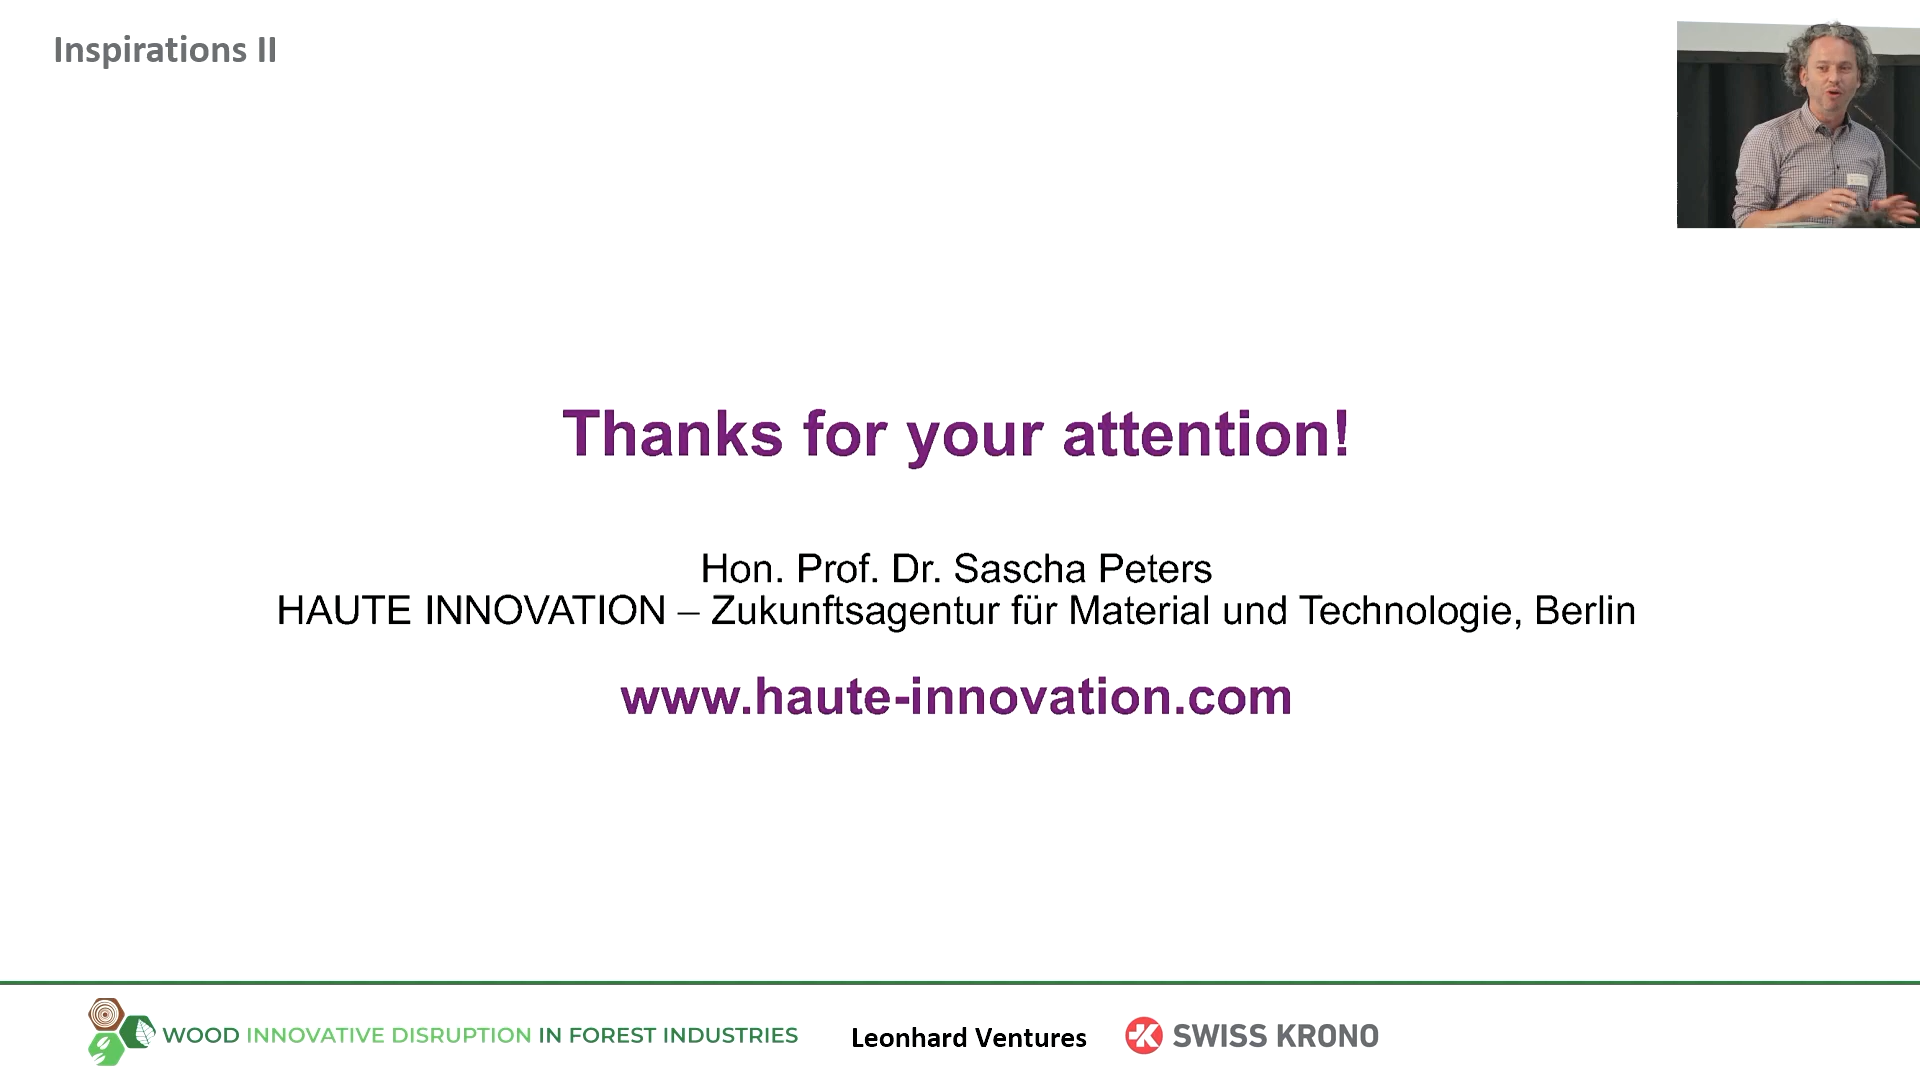 Inspirations II
Thanks for your attention!
Hon. Prof. Dr. Sascha Peters
HAUTE INNOVATION – Zukunftsagentur für Material und Technologie, Berlin
www.haute-innovation.com
WOOD INNOVATIVE DISRUPTION IN FOREST INDUSTRIES
Leonhard Ventures
SWISS KRONO